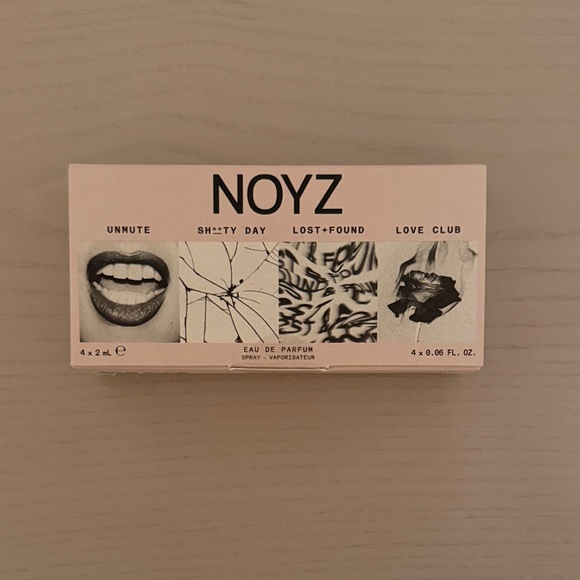 NOYZ
UNMUTE SH**TY DAY LOST+FOUND LOVE CLUB
4 x 2 mL ℮ EAU DE PARFUM 4 x 0.06 FL. OZ.
SPRAY - VAPORISATEUR